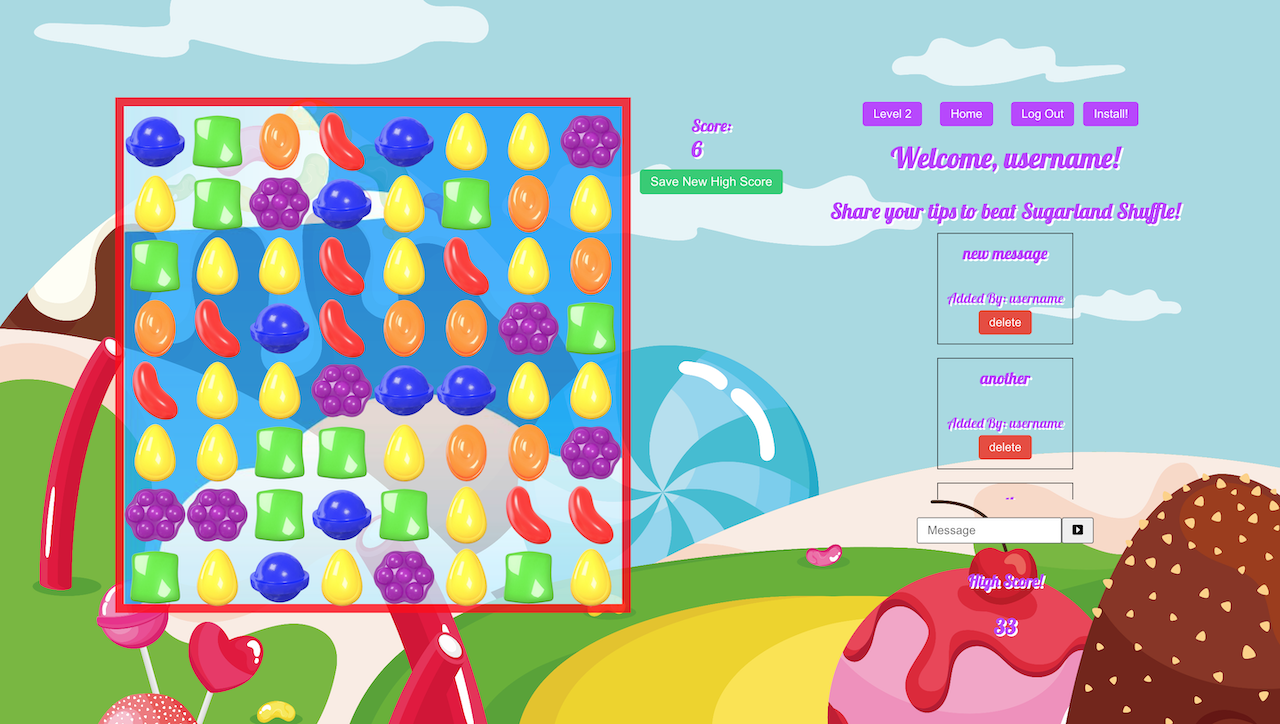 Score:
6
Save New High Score
Level 2
Home
Log Out
Install!
Welcome, username!
Share your tips to beat Sugarland Shuffle!
new message
Added By: username
delete
another
Added By: username
delete
Message
High Score!
33